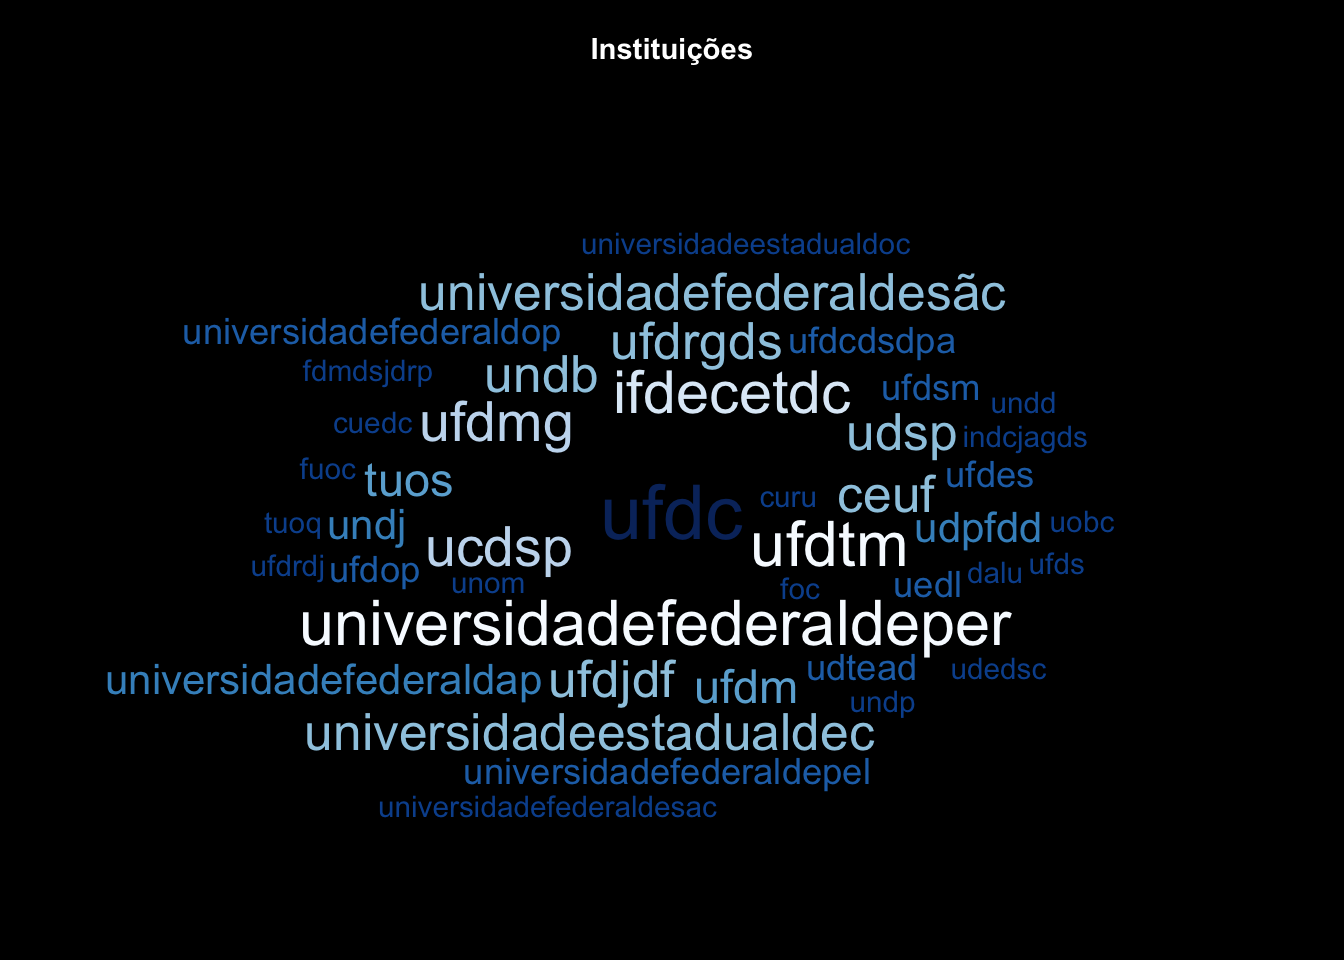 Instituições
universidadeestadualdoc
universidadefederaldesãc
universidadefederaldop
ufdrgds
ufdcdsdpa
fdmdsjdrp
undb
ifdecetdc
ufdsm
undd
cuedc
ufdmg
udsp
indcjagds
fuoc
tuos
ufdc
curu
ceuf
ufdes
tuoq
undj
ucdsp
ufdtm
udpfdd
uobc
ufdrdj
ufdop
unom
foc
uedl
dalu
ufds
universidadefederaldeper
universidadefederaldap
ufdjdf
ufdm
udtead
udedsc
undp
universidadeestadualdec
universidadefederaldepel
universidadefederaldesac